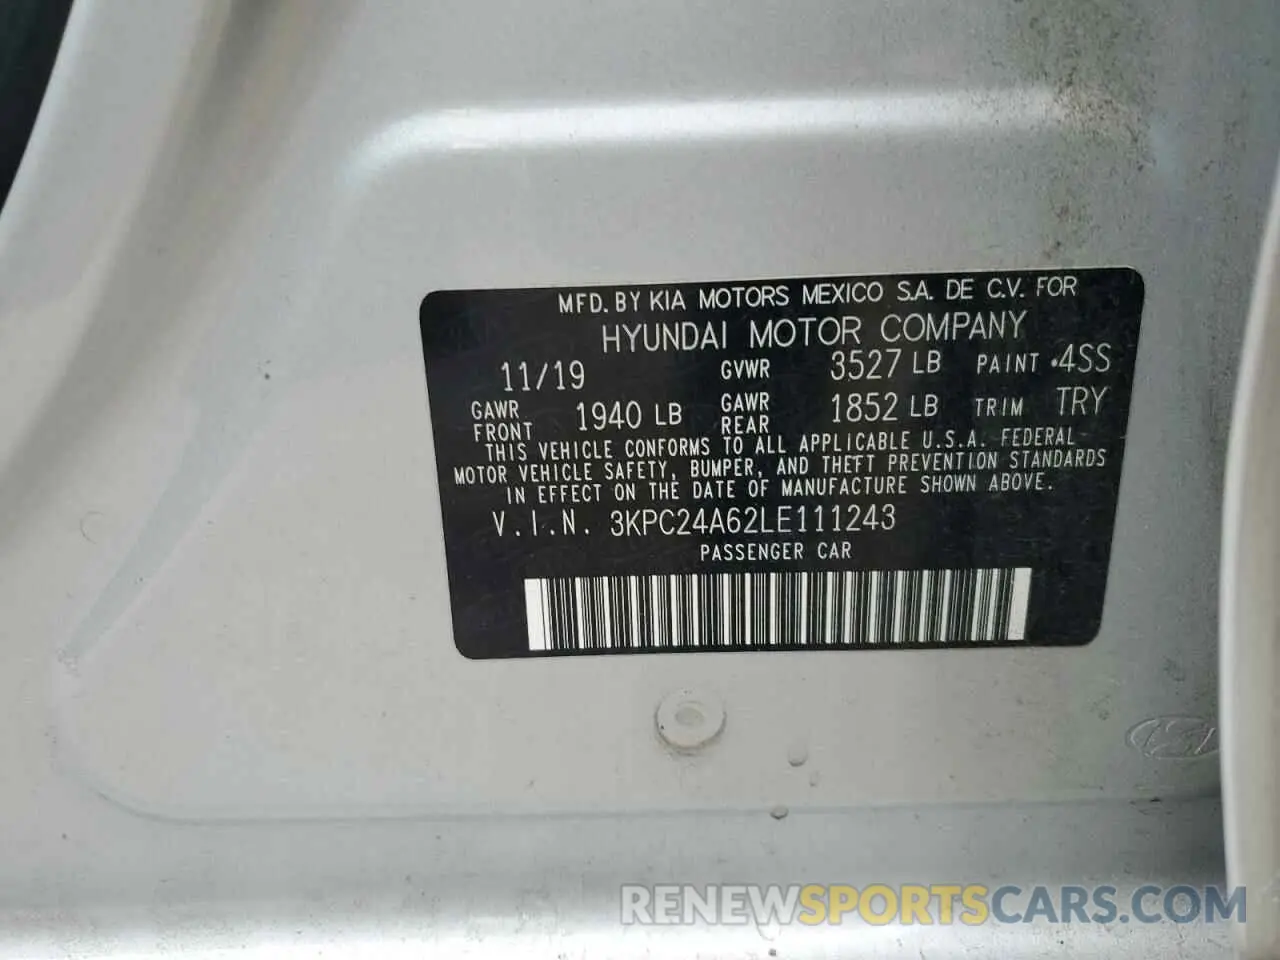 MFD. BY KIA MOTORS MEXICO S.A. DE C.V. FOR
HYUNDAI MOTOR COMPANY
11/19 GVWR 3527 LB PAINT •4SS
GAWR FRONT 1940 LB GAWR REAR 1852 LB TRIM TRY
THIS VEHICLE CONFORMS TO ALL APPLICABLE U.S.A. FEDERAL
MOTOR VEHICLE SAFETY, BUMPER, AND THEFT PREVENTION STANDARDS
IN EFFECT ON THE DATE OF MANUFACTURE SHOWN ABOVE.
V.I.N. 3KPC24A62LE111243
PASSENGER CAR
RENEWSPORTSCARS.COM